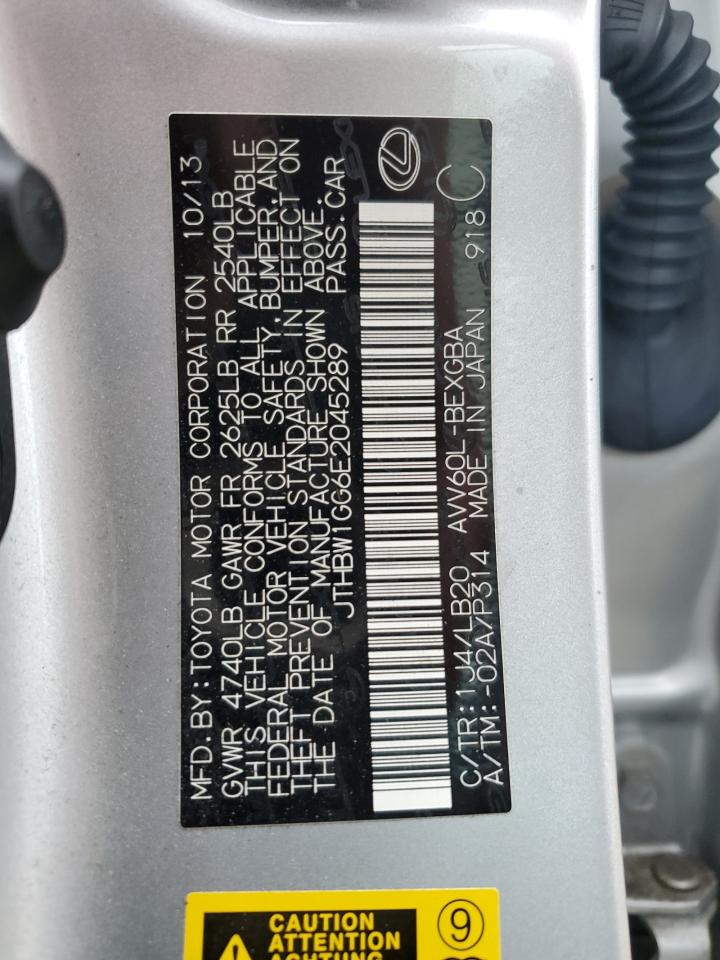 MFD.BY:TOYOTA MOTOR CORPORATION 10/13
GVWR 4740LB GAWR FR 2625LB RR 2540LB
THIS VEHICLE CONFORMS TO ALL APPLICABLE
FEDERAL MOTOR VEHICLE SAFETY,BUMPER,AND
THEFT PREVENTION STANDARDS IN EFFECT ON
THE DATE OF MANUFACTURE SHOWN ABOVE.
JTHBW1GG6E2045289 PASS.CAR
C/TR:1J4/LB20 AVV60L-BEXGBA
A/TM:-02A/P314 MADE IN JAPAN 918 C
CAUTION
ATTENTION
ACHTUNG
9